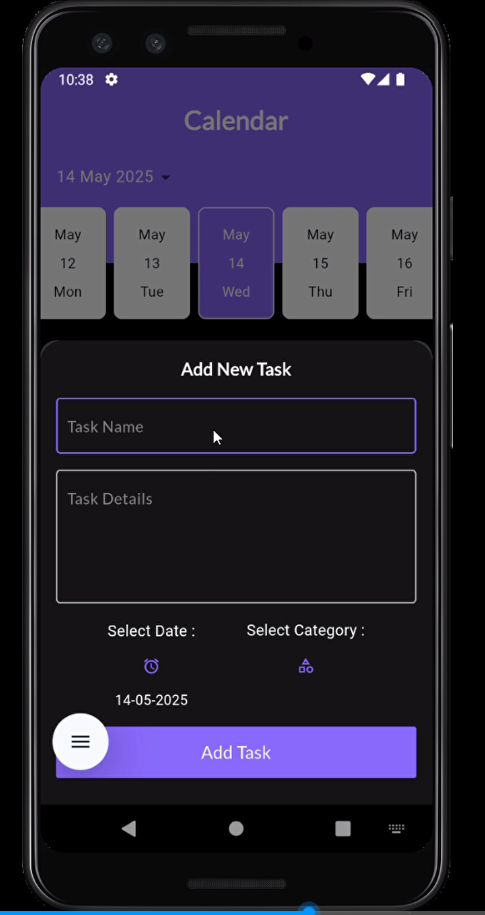 10:38
Calendar
14 May 2025
May May May May May
12 13 14 15 16
Mon Tue Wed Thu Fri
Add New Task
Task Name
Task Details
Select Date : Select Category :
14-05-2025
Add Task